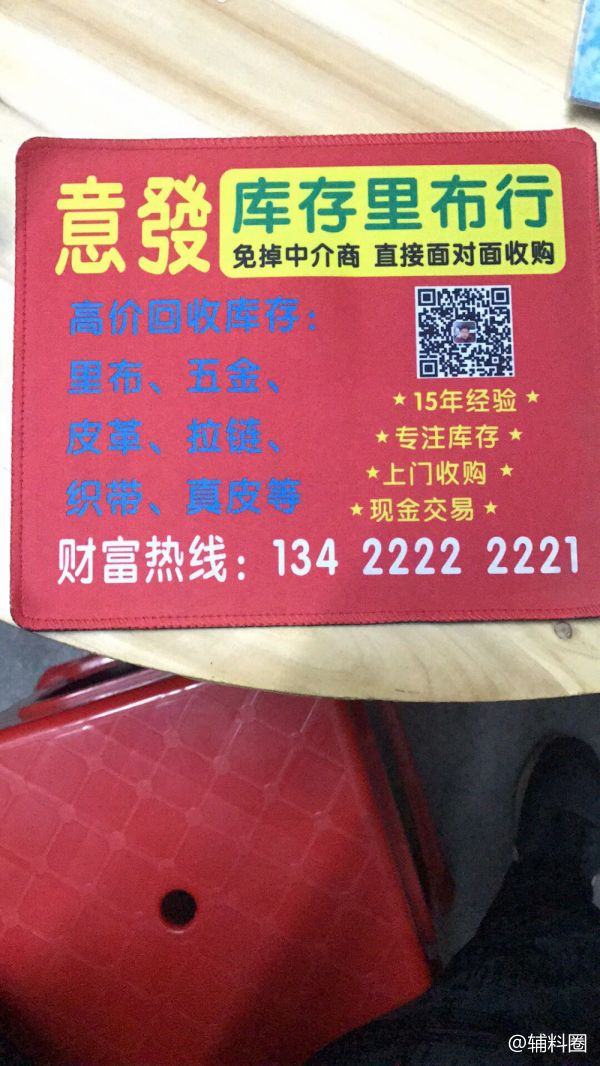 意發 库存里布行
免掉中介商 直接面对面收购
高价回收库存：
里布、五金、
皮革、拉链、
织带、真皮等
★15年经验★
★专注库存★
★上门收购★
★现金交易★
财富热线：134 2222 2221
@辅料圈